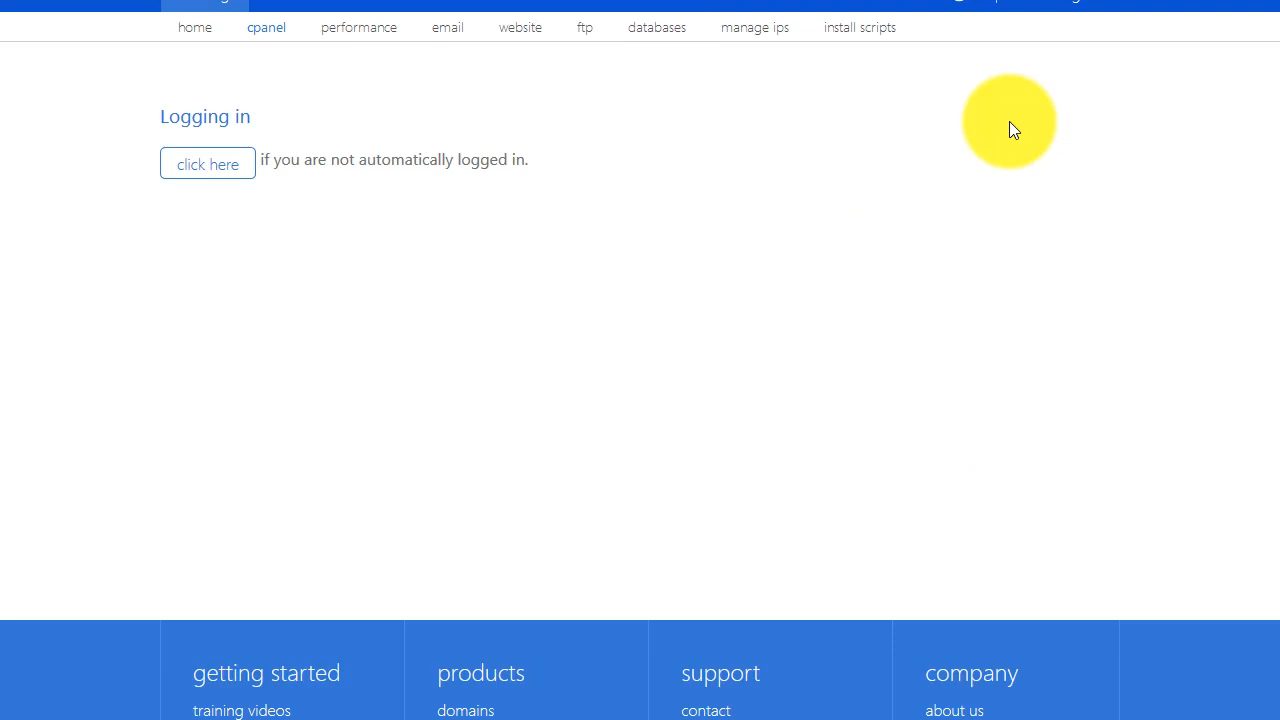 home cpanel performance email website ftp databases manage ips install scripts
Logging in
click here if you are not automatically logged in.
getting started products support company
training videos domains contact about us